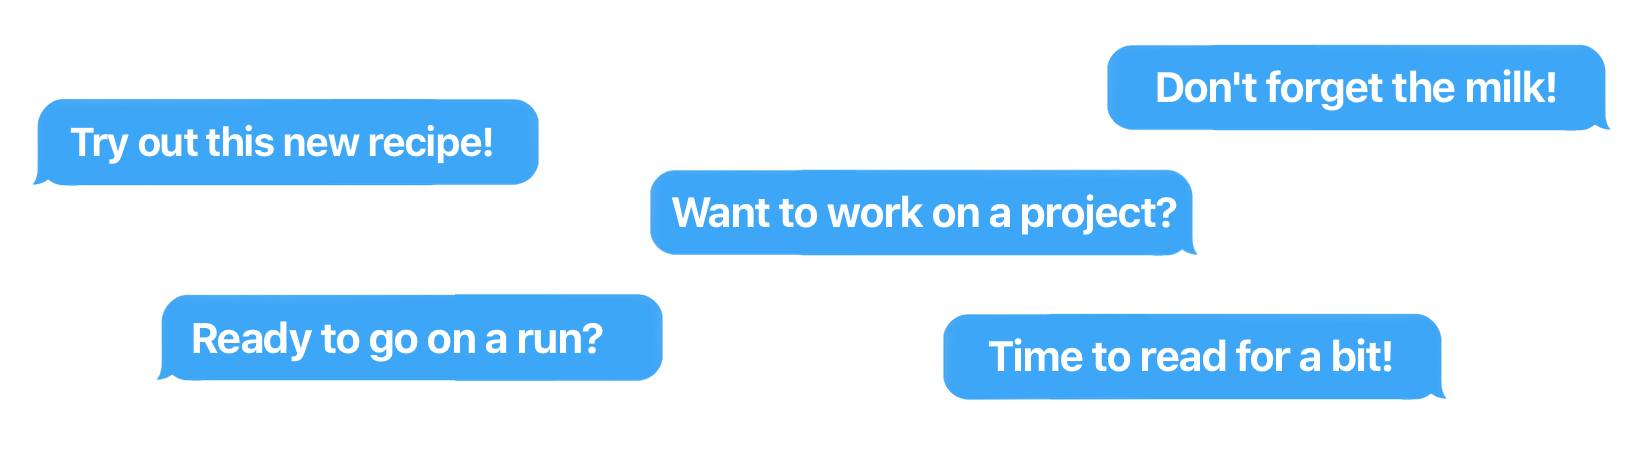 Don't forget the milk!
Try out this new recipe!
Want to work on a project?
Ready to go on a run?
Time to read for a bit!